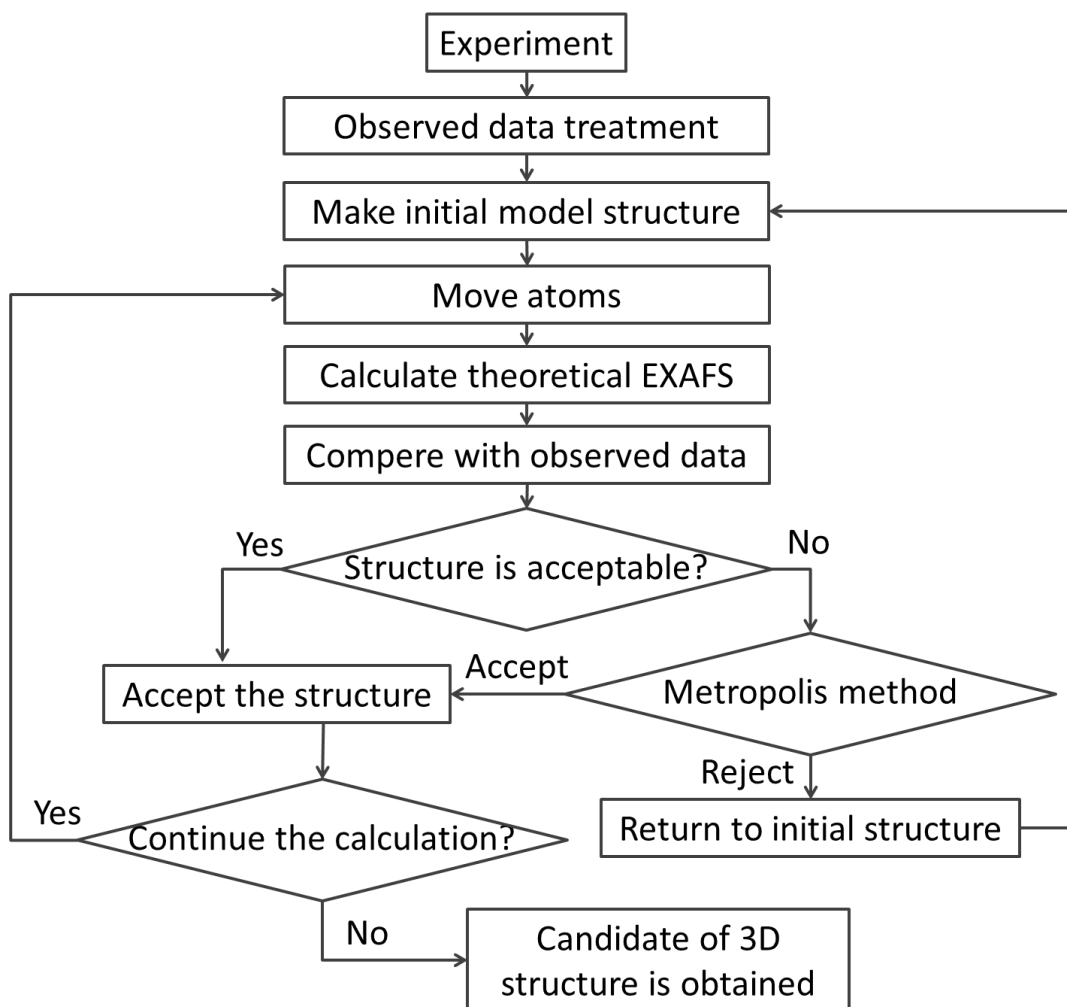 Experiment
Observed data treatment
Make initial model structure
Move atoms
Calculate theoretical EXAFS
Compere with observed data
Yes
No
Structure is acceptable?
Accept
Accept the structure
Metropolis method
Reject
Yes
Continue the calculation?
Return to initial structure
No
Candidate of 3D
structure is obtained